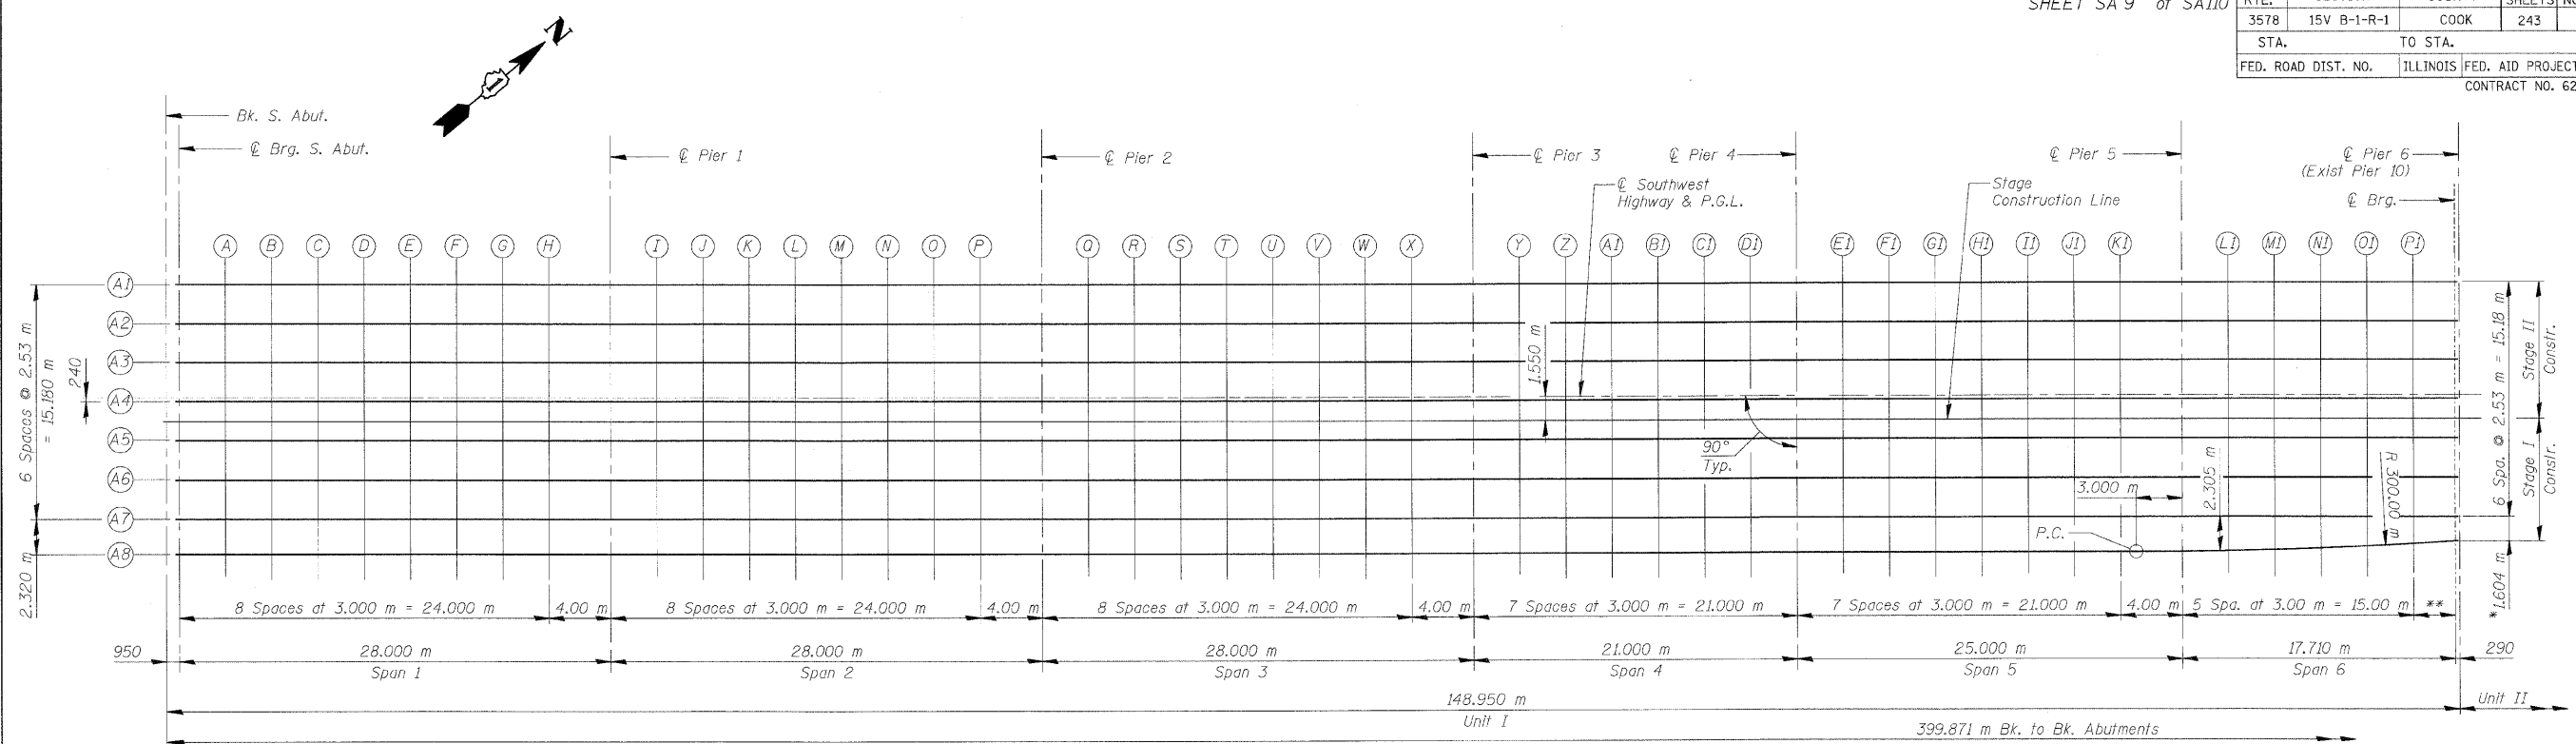 SHEET SA 9 of SA110
3578 15V B-1-R-1 COOK 243
STA. TO STA.
FED. ROAD DIST. NO. ILLINOIS FED. AID PROJECT
CONTRACT NO. 62
N
1
Bk. S. Abut.
℄ Brg. S. Abut.
℄ Pier 1
℄ Pier 2
℄ Pier 3
℄ Pier 4
℄ Pier 5
℄ Pier 6
(Exist Pier 10)
℄ Brg.
℄ Southwest
Highway & P.G.L.
Stage
Construction Line
A B C D E F G H I J K L M N O P Q R S T U V W X Y Z A1 B1 C1 D1 E1 F1 G1 H1 I1 J1 K1 L1 M1 N1 O1 P1
A1
A2
A3
A4
A5
A6
A7
A8
6 Spaces @ 2.53 m
= 15.180 m
240
2.320 m
1.550 m
90°
Typ.
3.000 m
P.C.
2.305 m
R 300.00 m
6 Spa. @ 2.53 m = 15.18 m
*1.604 m
Stage II
Constr.
Stage I
Constr.
8 Spaces at 3.000 m = 24.000 m 4.00 m 8 Spaces at 3.000 m = 24.000 m 4.00 m 8 Spaces at 3.000 m = 24.000 m 4.00 m 7 Spaces at 3.000 m = 21.000 m 7 Spaces at 3.000 m = 21.000 m 4.00 m 5 Spa. at 3.00 m = 15.00 m **
950 28.000 m 28.000 m 28.000 m 21.000 m 25.000 m 17.710 m 290
Span 1 Span 2 Span 3 Span 4 Span 5 Span 6
148.950 m
Unit I
Unit II
399.871 m Bk. to Bk. Abutments